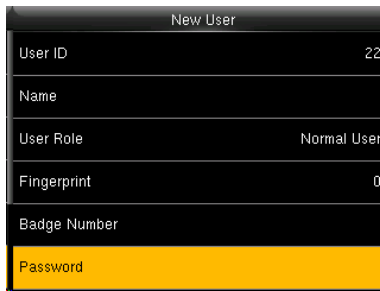 New User
User ID 22
Name
User Role Normal User
Fingerprint 0
Badge Number
Password